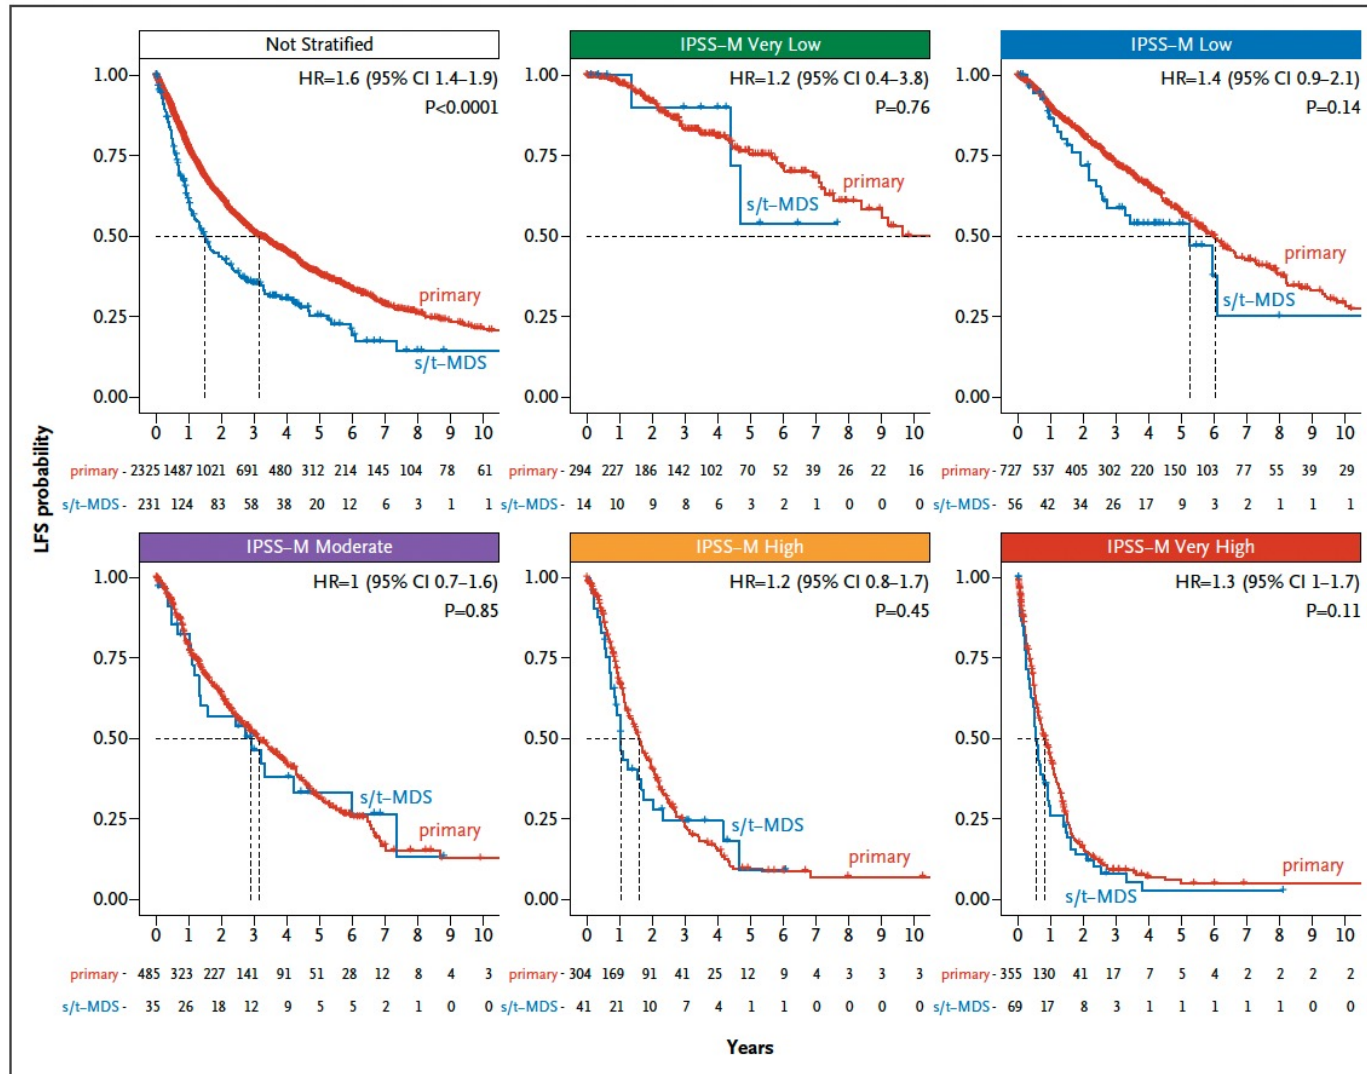 Not Stratified
HR=1.6 (95% CI 1.4–1.9)
P<0.0001
1.00
0.75
0.50
0.25
0.00
primary
s/t–MDS
0 1 2 3 4 5 6 7 8 9 10
primary - 2325 1487 1021 691 480 312 214 145 104 78 61
s/t–MDS - 231 124 83 58 38 20 12 6 3 1 1
IPSS–M Very Low
HR=1.2 (95% CI 0.4–3.8)
P=0.76
1.00
0.75
0.50
0.25
0.00
primary
s/t–MDS
0 1 2 3 4 5 6 7 8 9 10
primary - 294 227 186 142 102 70 52 39 26 22 16
s/t–MDS - 14 10 9 8 6 3 2 1 0 0 0
IPSS–M Low
HR=1.4 (95% CI 0.9–2.1)
P=0.14
1.00
0.75
0.50
0.25
0.00
primary
s/t–MDS
0 1 2 3 4 5 6 7 8 9 10
primary - 727 537 405 302 220 150 103 77 55 39 29
s/t–MDS - 56 42 34 26 17 9 3 2 1 1 1
LFS probability
IPSS–M Moderate
HR=1 (95% CI 0.7–1.6)
P=0.85
1.00
0.75
0.50
0.25
0.00
s/t–MDS
primary
0 1 2 3 4 5 6 7 8 9 10
primary - 485 323 227 141 91 51 28 12 8 4 3
s/t–MDS - 35 26 18 12 9 5 5 2 1 0 0
IPSS–M High
HR=1.2 (95% CI 0.8–1.7)
P=0.45
1.00
0.75
0.50
0.25
0.00
s/t–MDS
primary
0 1 2 3 4 5 6 7 8 9 10
primary - 304 169 91 41 25 12 9 4 3 3 3
s/t–MDS - 41 21 10 7 4 1 1 0 0 0 0
IPSS–M Very High
HR=1.3 (95% CI 1–1.7)
P=0.11
1.00
0.75
0.50
0.25
0.00
primary
s/t–MDS
0 1 2 3 4 5 6 7 8 9 10
primary - 355 130 41 17 7 5 4 2 2 2 2
s/t–MDS - 69 17 8 3 1 1 1 1 1 0 0
Years